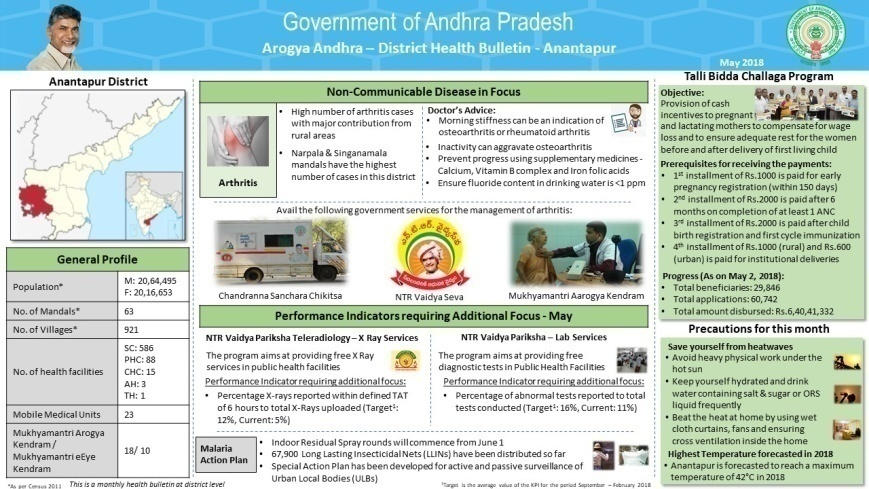 Government of Andhra Pradesh
Arogya Andhra – District Health Bulletin - Anantapur
May 2018
Anantapur District
General Profile
Population*
M: 20,64,495
F: 20,16,653
No. of Mandals*
63
No. of Villages*
921
No. of health facilities
SC: 586
PHC: 88
CHC: 15
AH: 3
TH: 1
Mobile Medical Units
23
Mukhyamantri Arogya
Kendram /
Mukhyamantri eEye
Kendram
18/ 10
*As per Census 2011
This is a monthly health bulletin at district level
Non-Communicable Disease in Focus
Arthritis
• High number of arthritis cases
with major contribution from
rural areas
• Narpala & Singanamala
mandals have the highest
number of cases in this district
Doctor's Advice:
• Morning stiffness can be an indication of
osteoarthritis or rheumatoid arthritis
• Inactivity can aggravate osteoarthritis
• Prevent progress using supplementary medicines -
Calcium, Vitamin B complex and Iron folic acids
• Ensure fluoride content in drinking water is <1 ppm
Avail the following government services for the management of arthritis:
Chandranna Sanchara Chikitsa
ఎన్.టి.ఆర్. వైద్యసేవ
NTR Vaidya Seva
Mukhyamantri Aarogya Kendram
Performance Indicators requiring Additional Focus - May
NTR Vaidya Pariksha Teleradiology – X Ray Services
The program aims at providing free X Ray
services in public health facilities
Performance Indicator requiring additional focus:
• Percentage X-rays reported within defined TAT
of 6 hours to total X-Rays uploaded (Target¹:
12%, Current: 5%)
NTR Vaidya Pariksha – Lab Services
The program aims at providing free
diagnostic tests in Public Health Facilities
Performance Indicator requiring additional focus:
• Percentage of abnormal tests reported to total
tests conducted (Target¹: 16%, Current: 11%)
Malaria
Action Plan
• Indoor Residual Spray rounds will commence from June 1
• 67,900 Long Lasting Insecticidal Nets (LLINs) have been distributed so far
• Special Action Plan has been developed for active and passive surveillance of
Urban Local Bodies (ULBs)
¹Target is the average value of the KPI for the period September – February 2018
Talli Bidda Challaga Program
Objective:
Provision of cash
incentives to pregnant
and lactating mothers to compensate for wage
loss and to ensure adequate rest for the women
before and after delivery of first living child
Prerequisites for receiving the payments:
• 1st installment of Rs.1000 is paid for early
pregnancy registration (within 150 days)
• 2nd installment of Rs.2000 is paid after 6
months on completion of at least 1 ANC
• 3rd installment of Rs.2000 is paid after child
birth registration and first cycle immunization
• 4th installment of Rs.1000 (rural) and Rs.600
(urban) is paid for institutional deliveries
Progress (As on May 2, 2018):
• Total beneficiaries: 29,846
• Total applications: 60,742
• Total amount disbursed: Rs.6,40,41,332
Precautions for this month
Save yourself from heatwaves
• Avoid heavy physical work under the
hot sun
• Keep yourself hydrated and drink
water containing salt & sugar or ORS
liquid frequently
• Beat the heat at home by using wet
cloth curtains, fans and ensuring
cross ventilation inside the home
Highest Temperature forecasted in 2018
• Anantapur is forecasted to reach a maximum
temperature of 42°C in 2018